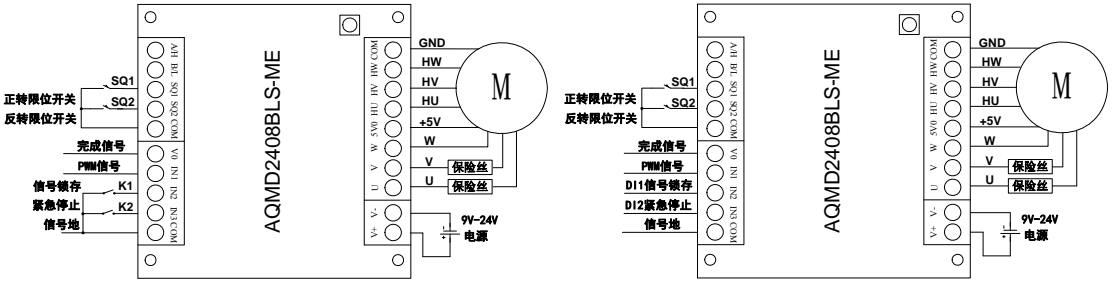 A/H
B/L
SQ1
SQ2
COM
V0
IN1
IN2
IN3
COM
SQ1
正转限位开关
SQ2
反转限位开关
完成信号
PWM信号
信号锁存
K1
紧急停止
K2
信号地
AQMD2408BLS-ME
COM
HW
HV
HU
5V0
W
V
U
V-
V+
GND
HW
HV
HU
+5V
W
V
保险丝
U
保险丝
M
9V-24V
电源
A/H
B/L
SQ1
SQ2
COM
V0
IN1
IN2
IN3
COM
SQ1
正转限位开关
SQ2
反转限位开关
完成信号
PWM信号
DI1信号锁存
DI2紧急停止
信号地
AQMD2408BLS-ME
COM
HW
HV
HU
5V0
W
V
U
V-
V+
GND
HW
HV
HU
+5V
W
V
保险丝
U
保险丝
M
9V-24V
电源